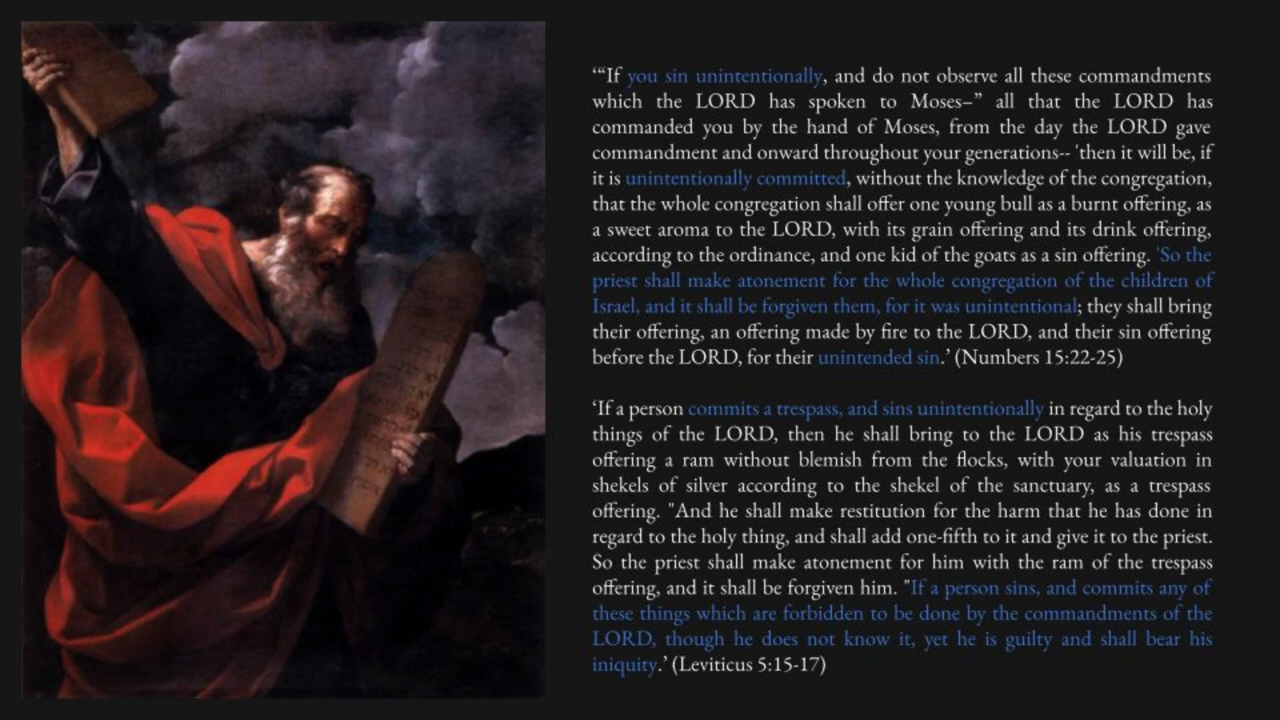 ‘“If you sin unintentionally, and do not observe all these commandments
which the LORD has spoken to Moses–” all that the LORD has
commanded you by the hand of Moses, from the day the LORD gave
commandment and onward throughout your generations-- 'then it will be, if
it is unintentionally committed, without the knowledge of the congregation,
that the whole congregation shall offer one young bull as a burnt offering, as
a sweet aroma to the LORD, with its grain offering and its drink offering,
according to the ordinance, and one kid of the goats as a sin offering. 'So the
priest shall make atonement for the whole congregation of the children of
Israel, and it shall be forgiven them, for it was unintentional; they shall bring
their offering, an offering made by fire to the LORD, and their sin offering
before the LORD, for their unintended sin.’ (Numbers 15:22-25)
‘If a person commits a trespass, and sins unintentionally in regard to the holy
things of the LORD, then he shall bring to the LORD as his trespass
offering a ram without blemish from the flocks, with your valuation in
shekels of silver according to the shekel of the sanctuary, as a trespass
offering. "And he shall make restitution for the harm that he has done in
regard to the holy thing, and shall add one-fifth to it and give it to the priest.
So the priest shall make atonement for him with the ram of the trespass
offering, and it shall be forgiven him. "If a person sins, and commits any of
these things which are forbidden to be done by the commandments of the
LORD, though he does not know it, yet he is guilty and shall bear his
iniquity.’ (Leviticus 5:15-17)